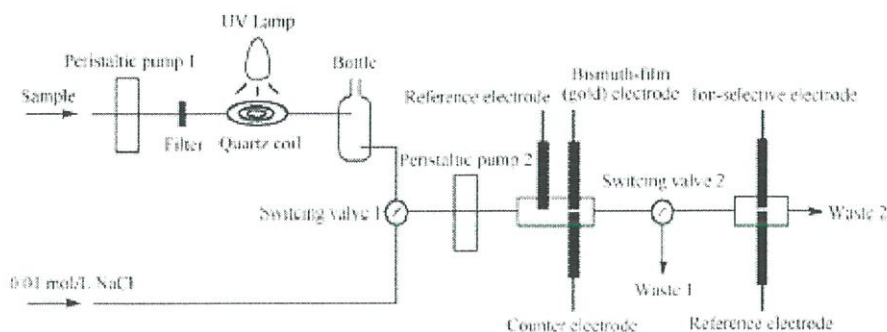 UV Lamp
Peristaltic pump 1
Bottle
Bismuth-film
Sample
Reference electrode
(gold) electrode
Ion-selective electrode
Filter
Quartz coil
Peristaltic pump 2
Switcing valve 2
Switcing valve 1
Waste 2
0.01 mol/L NaCl
Waste 1
Counter electrode
Reference electrode